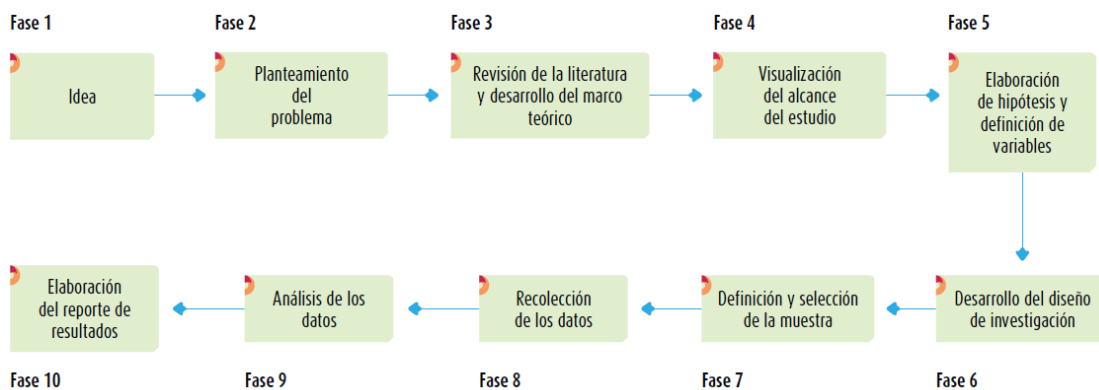 Fase 1
Fase 2
Fase 3
Fase 4
Fase 5
Idea
Planteamiento
del
problema
Revisión de la literatura
y desarrollo del marco
teórico
Visualización
del alcance
del estudio
Elaboración
de hipótesis y
definición de
variables
Elaboración
del reporte de
resultados
Análisis de los
datos
Recolección
de los datos
Definición y selección
de la muestra
Desarrollo del diseño
de investigación
Fase 10
Fase 9
Fase 8
Fase 7
Fase 6